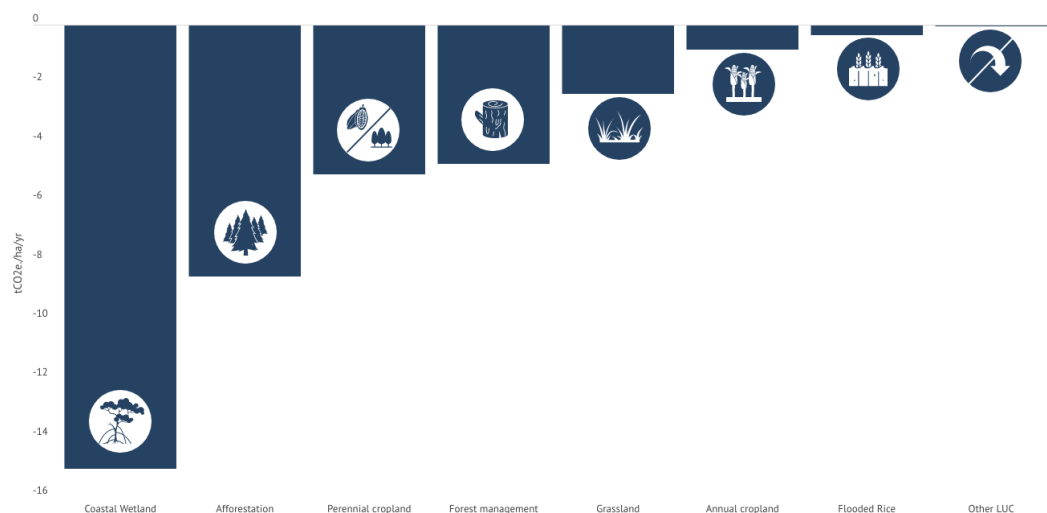 0
-2
-4
-6
-8
-10
-12
-14
-16
tCO2e./ha/yr
Coastal Wetland
Afforestation
Perennial cropland
Forest management
Grassland
Annual cropland
Flooded Rice
Other LUC